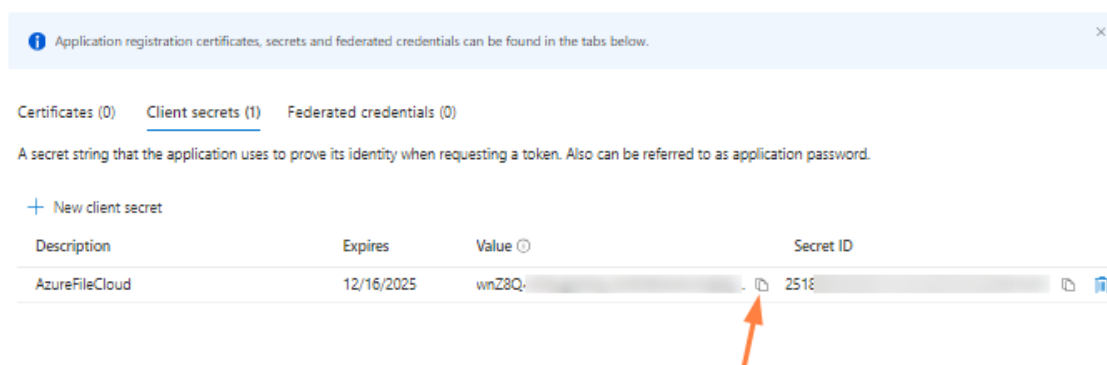 Application registration certificates, secrets and federated credentials can be found in the tabs below.
Certificates (0) Client secrets (1) Federated credentials (0)
A secret string that the application uses to prove its identity when requesting a token. Also can be referred to as application password.
New client secret
Description Expires Value Secret ID
AzureFileCloud 12/16/2025 wnZ8Q 2518